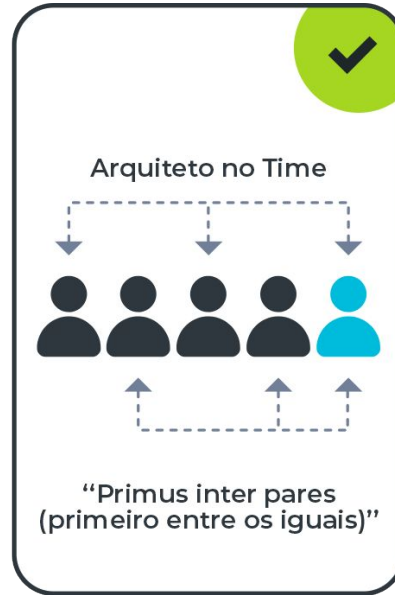 Arquiteto no Time
“Primus inter pares
(primeiro entre os iguais)”